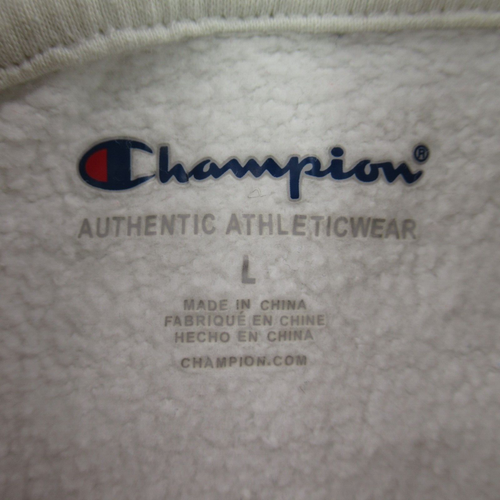 Champion®
AUTHENTIC ATHLETICWEAR
L
MADE IN CHINA
FABRIQUÉ EN CHINE
HECHO EN CHINA
CHAMPION.COM